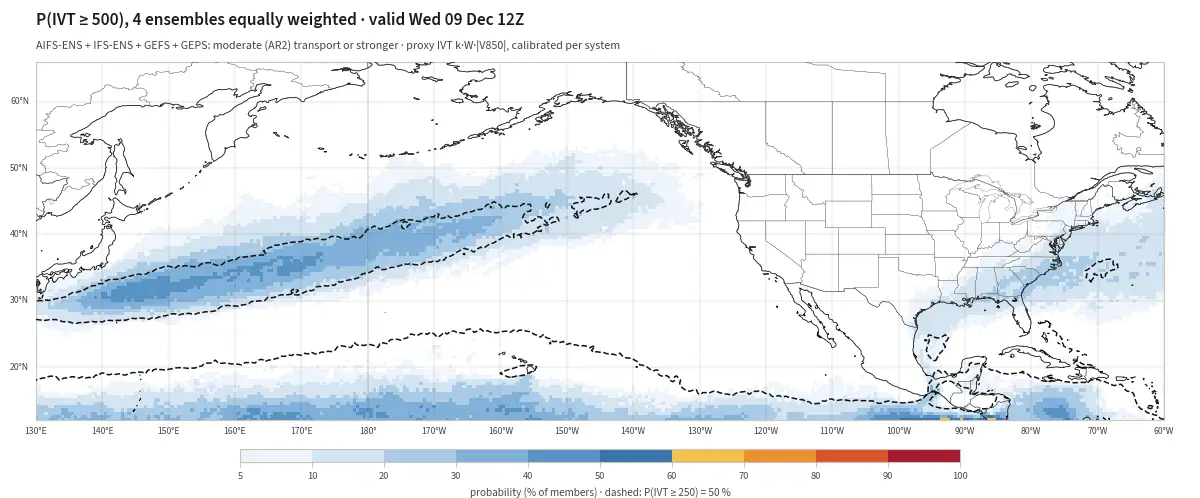 P(IVT ≥ 500), 4 ensembles equally weighted · valid Wed 09 Dec 12Z
AIFS-ENS + IFS-ENS + GEFS + GEPS: moderate (AR2) transport or stronger · proxy IVT k·W·|V850|, calibrated per system
60°N
50°N
40°N
30°N
20°N
130°E 140°E 150°E 160°E 180° 170°W 160°W 150°W 140°W 130°W 120°W 110°W 100°W 90°W 80°W 70°W 60°W
5 10 20 30 40 50 60 70 80 90 100
probability (% of members) · dashed: P(IVT ≥ 250) = 50 %